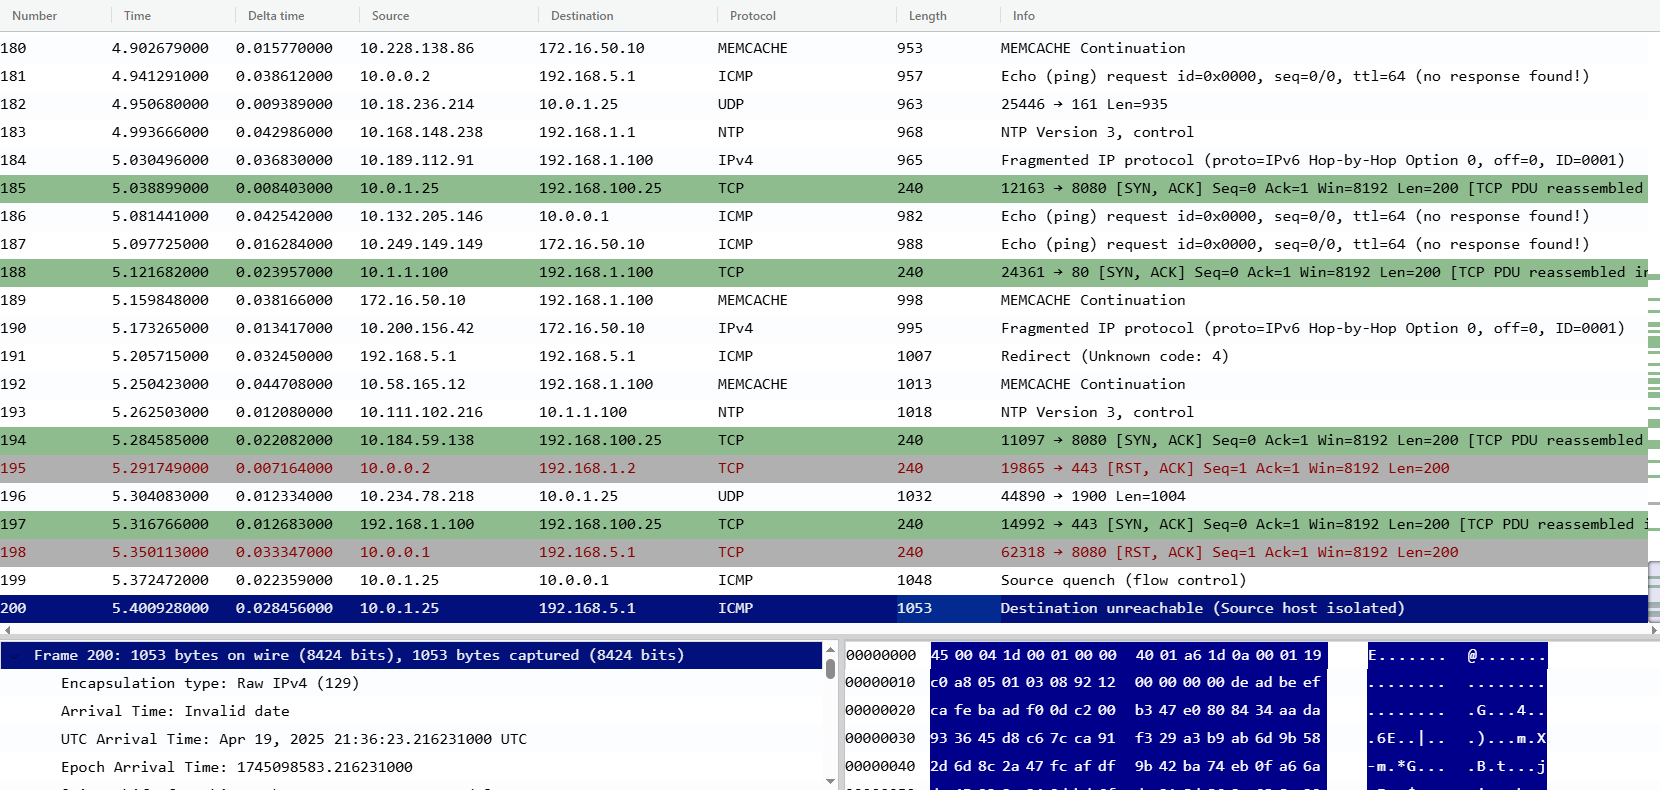 Number Time Delta time Source Destination Protocol Length Info
180 4.902679000 0.015770000 10.228.138.86 172.16.50.10 MEMCACHE 953 MEMCACHE Continuation
181 4.941291000 0.038612000 10.0.0.2 192.168.5.1 ICMP 957 Echo (ping) request id=0x0000, seq=0/0, ttl=64 (no response found!)
182 4.950680000 0.009389000 10.18.236.214 10.0.1.25 UDP 963 25446 → 161 Len=935
183 4.993666000 0.042986000 10.168.148.238 192.168.1.1 NTP 968 NTP Version 3, control
184 5.030496000 0.036830000 10.189.112.91 192.168.1.100 IPv4 965 Fragmented IP protocol (proto=IPv6 Hop-by-Hop Option 0, off=0, ID=0001)
185 5.038899000 0.008403000 10.0.1.25 192.168.100.25 TCP 240 12163 → 8080 [SYN, ACK] Seq=0 Ack=1 Win=8192 Len=200 [TCP PDU reassembled
186 5.081441000 0.042542000 10.132.205.146 10.0.0.1 ICMP 982 Echo (ping) request id=0x0000, seq=0/0, ttl=64 (no response found!)
187 5.097725000 0.016284000 10.249.149.149 172.16.50.10 ICMP 988 Echo (ping) request id=0x0000, seq=0/0, ttl=64 (no response found!)
188 5.121682000 0.023957000 10.1.1.100 192.168.1.100 TCP 240 24361 → 80 [SYN, ACK] Seq=0 Ack=1 Win=8192 Len=200 [TCP PDU reassembled in
189 5.159848000 0.038166000 172.16.50.10 192.168.1.100 MEMCACHE 998 MEMCACHE Continuation
190 5.173265000 0.013417000 10.200.156.42 172.16.50.10 IPv4 995 Fragmented IP protocol (proto=IPv6 Hop-by-Hop Option 0, off=0, ID=0001)
191 5.205715000 0.032450000 192.168.5.1 192.168.5.1 ICMP 1007 Redirect (Unknown code: 4)
192 5.250423000 0.044708000 10.58.165.12 192.168.1.100 MEMCACHE 1013 MEMCACHE Continuation
193 5.262503000 0.012080000 10.111.102.216 10.1.1.100 NTP 1018 NTP Version 3, control
194 5.284585000 0.022082000 10.184.59.138 192.168.100.25 TCP 240 11097 → 8080 [SYN, ACK] Seq=0 Ack=1 Win=8192 Len=200 [TCP PDU reassembled
195 5.291749000 0.007164000 10.0.0.2 192.168.1.2 TCP 240 19865 → 443 [RST, ACK] Seq=1 Ack=1 Win=8192 Len=200
196 5.304083000 0.012334000 10.234.78.218 10.0.1.25 UDP 1032 44890 → 1900 Len=1004
197 5.316766000 0.012683000 192.168.1.100 192.168.100.25 TCP 240 14992 → 443 [SYN, ACK] Seq=0 Ack=1 Win=8192 Len=200 [TCP PDU reassembled i
198 5.350113000 0.033347000 10.0.0.1 192.168.5.1 TCP 240 62318 → 8080 [RST, ACK] Seq=1 Ack=1 Win=8192 Len=200
199 5.372472000 0.022359000 10.0.1.25 10.0.0.1 ICMP 1048 Source quench (flow control)
200 5.400928000 0.028456000 10.0.1.25 192.168.5.1 ICMP 1053 Destination unreachable (Source host isolated)
Frame 200: 1053 bytes on wire (8424 bits), 1053 bytes captured (8424 bits)
Encapsulation type: Raw IPv4 (129)
Arrival Time: Invalid date
UTC Arrival Time: Apr 19, 2025 21:36:23.216231000 UTC
Epoch Arrival Time: 1745098583.216231000
00000000 45 00 04 1d 00 01 00 00 40 01 a6 1d 0a 00 01 19 E....... @.......
00000010 c0 a8 05 01 03 08 92 12 00 00 00 00 de ad be ef ........ ........
00000020 ca fe ba ad f0 0d c2 00 b3 47 e0 80 84 34 aa da ........ .G...4..
00000030 93 36 45 d8 c6 7c ca 91 f3 29 a3 b9 ab 6d 9b 58 .6E..|.. .)...m.X
00000040 2d 6d 8c 2a 47 fc af df 9b 42 ba 74 eb 0f a6 6a -m.*G... .B.t...j